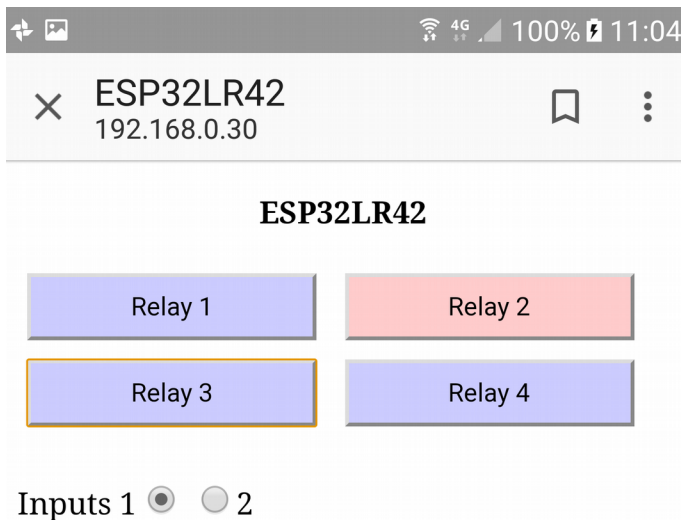 4G 100% 11:04
ESP32LR42
192.168.0.30
ESP32LR42
Relay 1 Relay 2
Relay 3 Relay 4
Inputs 1 2